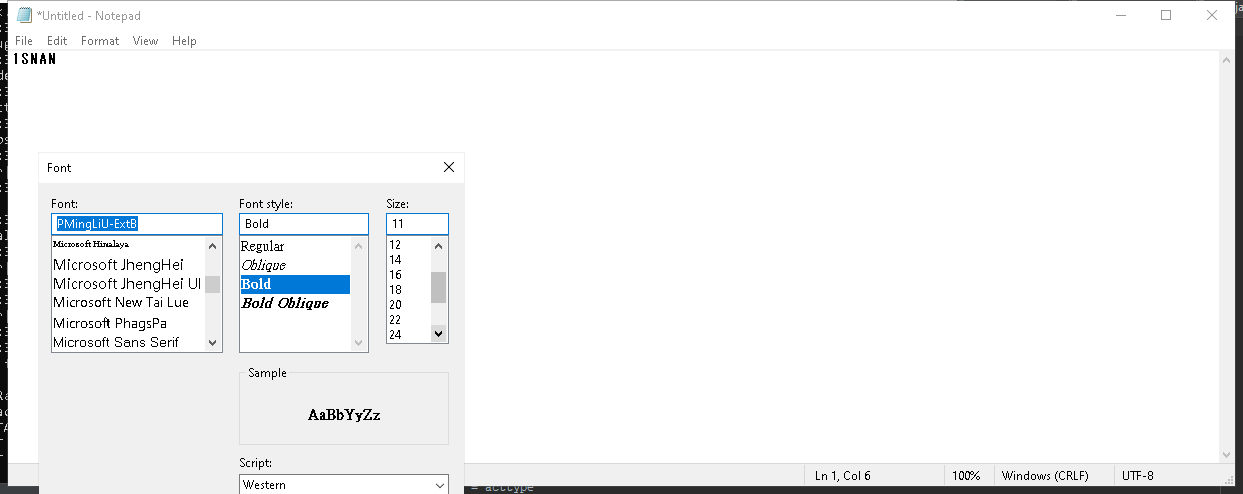 *Untitled - Notepad
File Edit Format View Help
1SNAN
Font
Font: Font style: Size:
PMingLiU-ExtB Bold 11
Microsoft Himalaya
Microsoft JhengHei
Microsoft JhengHei UI
Microsoft New Tai Lue
Microsoft PhagsPa
Microsoft Sans Serif
Regular
Oblique
Bold
Bold Oblique
12
14
16
18
20
22
24
Sample
AaBbYyZz
Script:
Western
Ln 1, Col 6 100% Windows (CRLF) UTF-8
= acctype